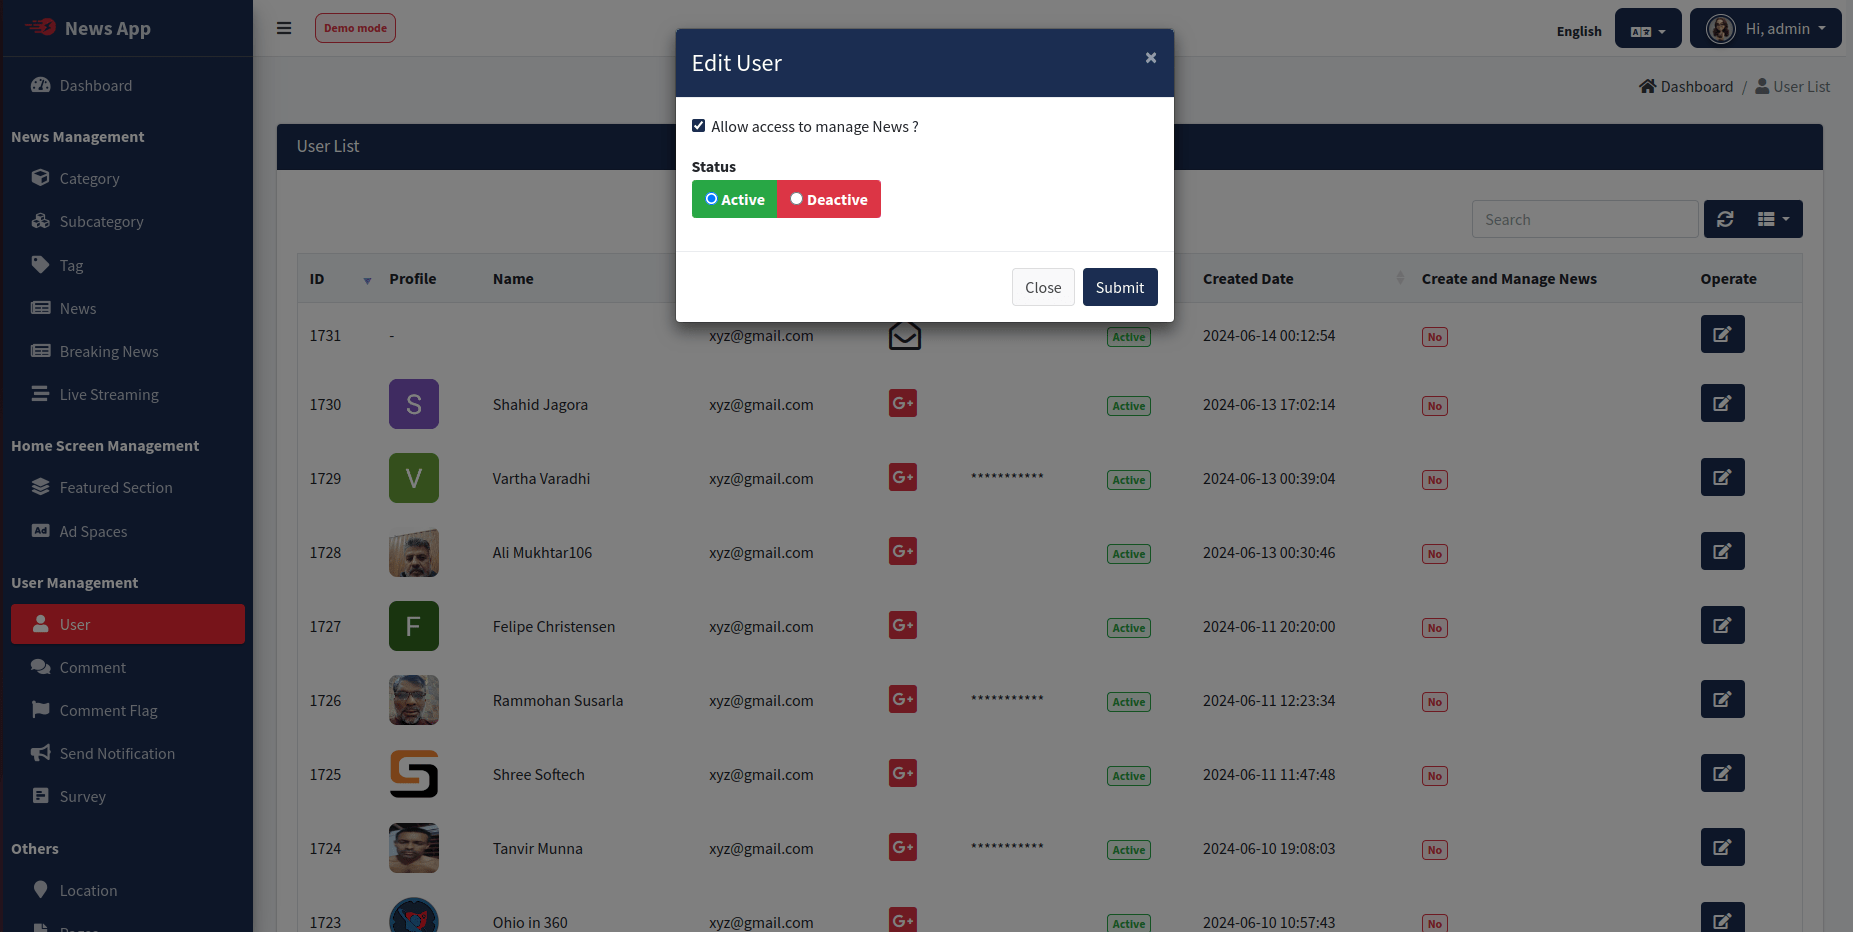 News App
Demo mode
English
Hi, admin
Dashboard
News Management
Category
Subcategory
Tag
News
Breaking News
Live Streaming
Home Screen Management
Featured Section
Ad Spaces
User Management
User
Comment
Comment Flag
Send Notification
Survey
Others
Location
Dashboard / User List
User List
Edit User ×
Allow access to manage News ?
Status
Active Deactive
Close Submit
Search
ID Profile Name Created Date Create and Manage News Operate
1731 - xyz@gmail.com Active 2024-06-14 00:12:54 No
1730 S Shahid Jagora xyz@gmail.com G+ Active 2024-06-13 17:02:14 No
1729 V Vartha Varadhi xyz@gmail.com G+ *********** Active 2024-06-13 00:39:04 No
1728 Ali Mukhtar106 xyz@gmail.com G+ Active 2024-06-13 00:30:46 No
1727 F Felipe Christensen xyz@gmail.com G+ Active 2024-06-11 20:20:00 No
1726 Rammohan Susarla xyz@gmail.com G+ *********** Active 2024-06-11 12:23:34 No
1725 Shree Softech xyz@gmail.com G+ Active 2024-06-11 11:47:48 No
1724 Tanvir Munna xyz@gmail.com G+ *********** Active 2024-06-10 19:08:03 No
1723 Ohio in 360 xyz@gmail.com G+ Active 2024-06-10 10:57:43 No